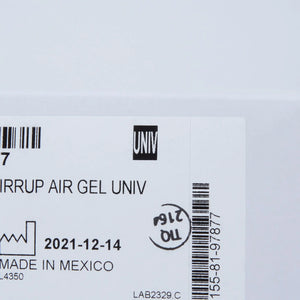 UNIV
7
IRRUP AIR GEL UNIV
2021-12-14
MADE IN MEXICO
L4350
LAB2329.C
155-81-97877